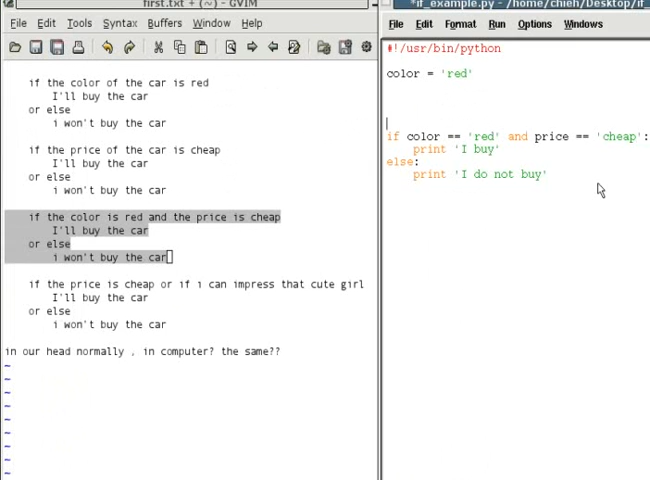 first.txt + (~) - GVIM
File Edit Tools Syntax Buffers Window Help
if the color of the car is red
I'll buy the car
or else
i won't buy the car
if the price of the car is cheap
I'll buy the car
or else
i won't buy the car
if the color is red and the price is cheap
I'll buy the car
or else
i won't buy the car
if the price is cheap or if i can impress that cute girl
I'll buy the car
or else
i won't buy the car
in our head normally , in computer? the same??
~
~
~
~
~
~
~
~
~
*if_example.py - /home/chieh/Desktop/if_
File Edit Format Run Options Windows
#!/usr/bin/python
color = 'red'
if color == 'red' and price == 'cheap':
print 'I buy'
else:
print 'I do not buy'